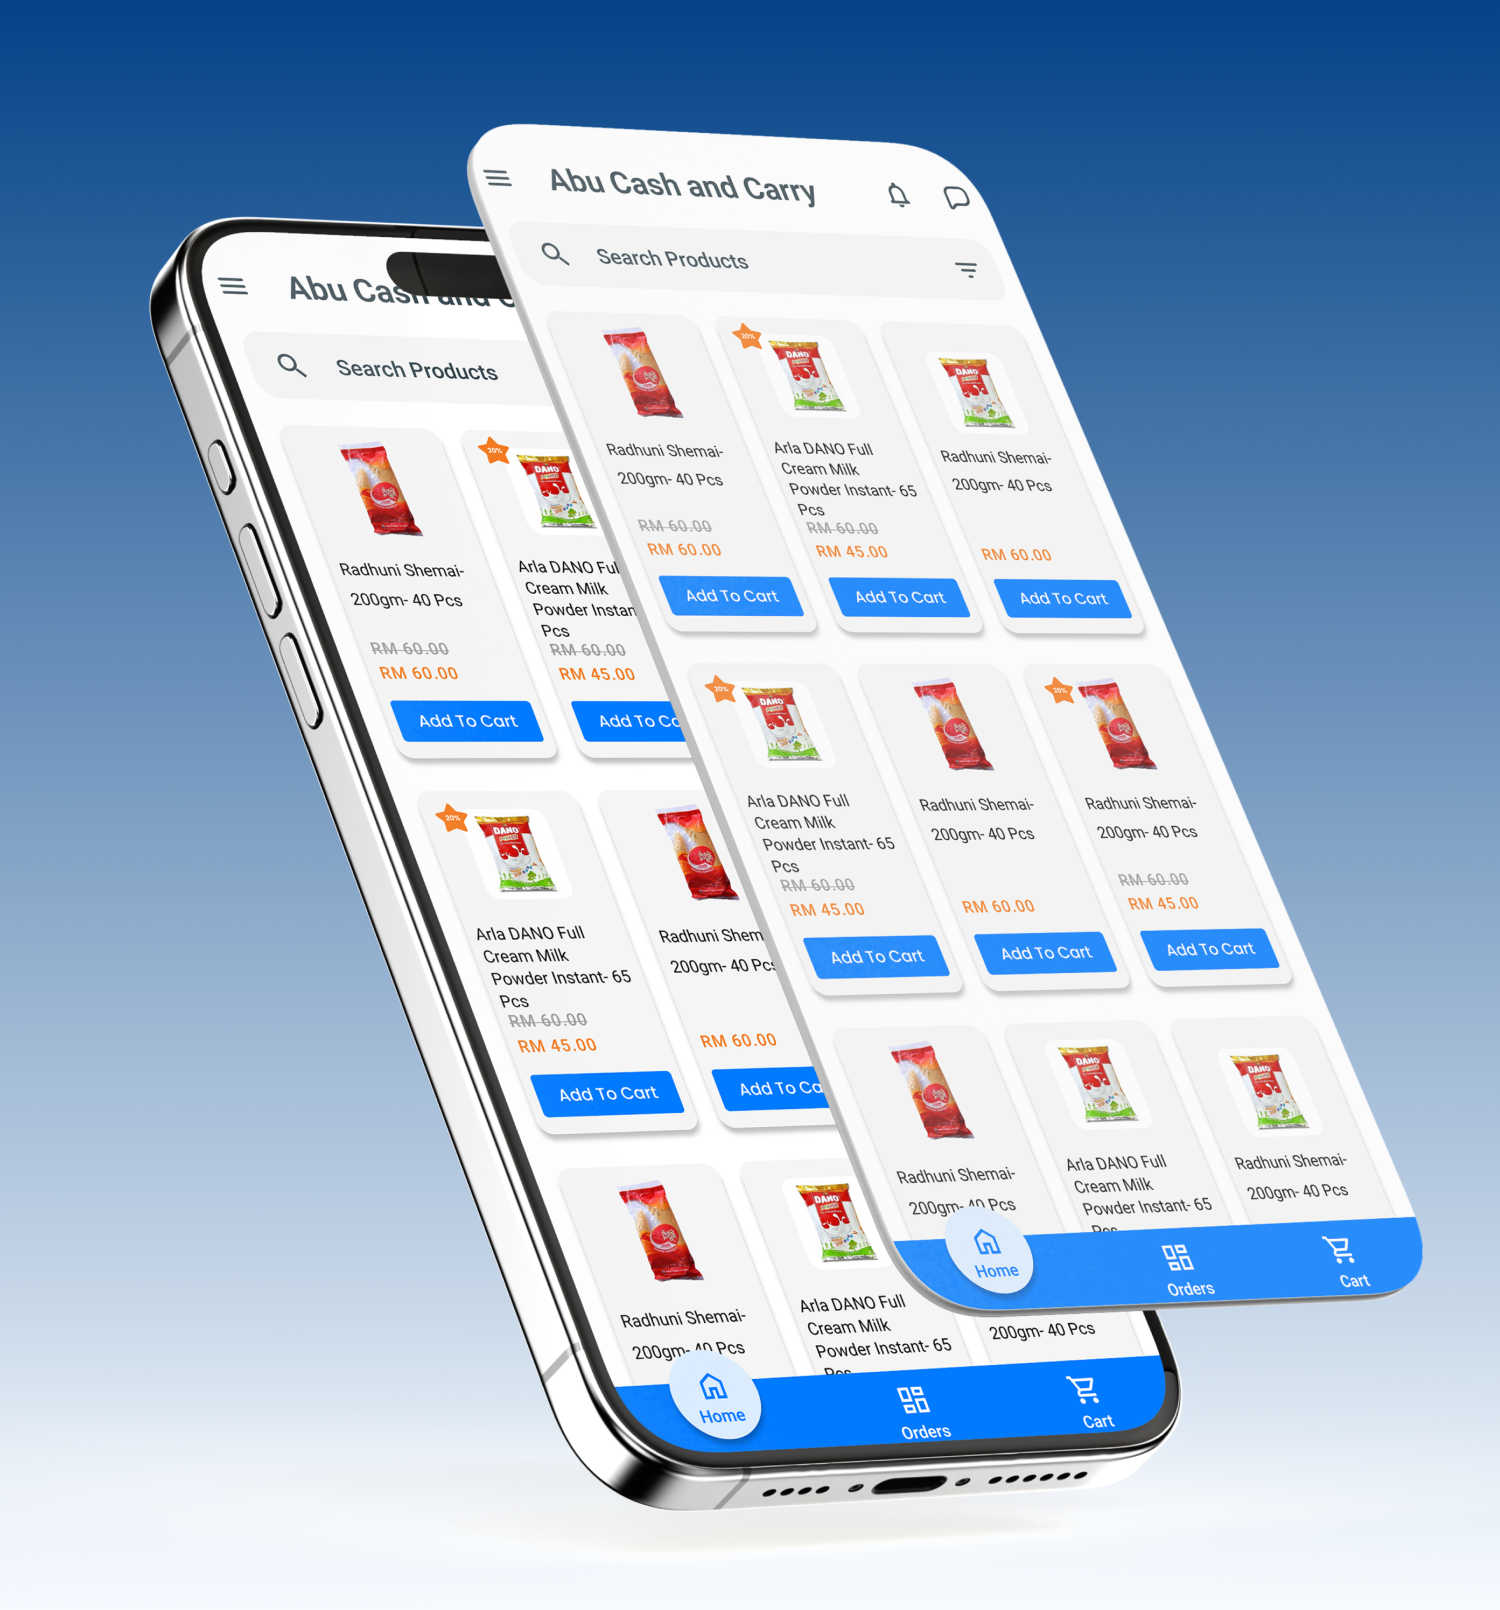 Abu Cash and Carry
Search Products
20%
DANO
Radhuni Shemai-
200gm- 40 Pcs
RM 60.00
RM 60.00
Add To Cart
Arla DANO Full
Cream Milk
Powder Instant- 65
Pcs
RM 60.00
RM 45.00
Add To Cart
DANO
Radhuni Shemai-
200gm- 40 Pcs
RM 60.00
Add To Cart
20%
DANO
Arla DANO Full
Cream Milk
Powder Instant- 65
Pcs
RM 60.00
RM 45.00
Add To Cart
Radhuni Shemai-
200gm- 40 Pcs
RM 60.00
Add To Cart
20%
Radhuni Shemai-
200gm- 40 Pcs
RM 60.00
RM 45.00
Add To Cart
DANO
DANO
Radhuni Shemai-
200gm- 40 Pcs
Arla DANO Full
Cream Milk
Powder Instant- 65
Pcs
Radhuni Shemai-
200gm- 40 Pcs
Home
Orders
Cart
Abu Cash and C
Search Products
20%
DANO
Radhuni Shemai-
200gm- 40 Pcs
RM 60.00
RM 60.00
Add To Cart
Arla DANO Ful
Cream Milk
Powder Instan
Pcs
RM 60.00
RM 45.00
Add To Ca
20%
DANO
Arla DANO Full
Cream Milk
Powder Instant- 65
Pcs
RM 60.00
RM 45.00
Add To Cart
Radhuni Shem
200gm- 40 Pcs
RM 60.00
Add To Ca
DANO
Radhuni Shemai-
200gm- 40 Pcs
Arla DANO Full
Cream Milk
Powder Instant- 65
Pcs
200gm- 40 Pcs
Home
Orders
Cart